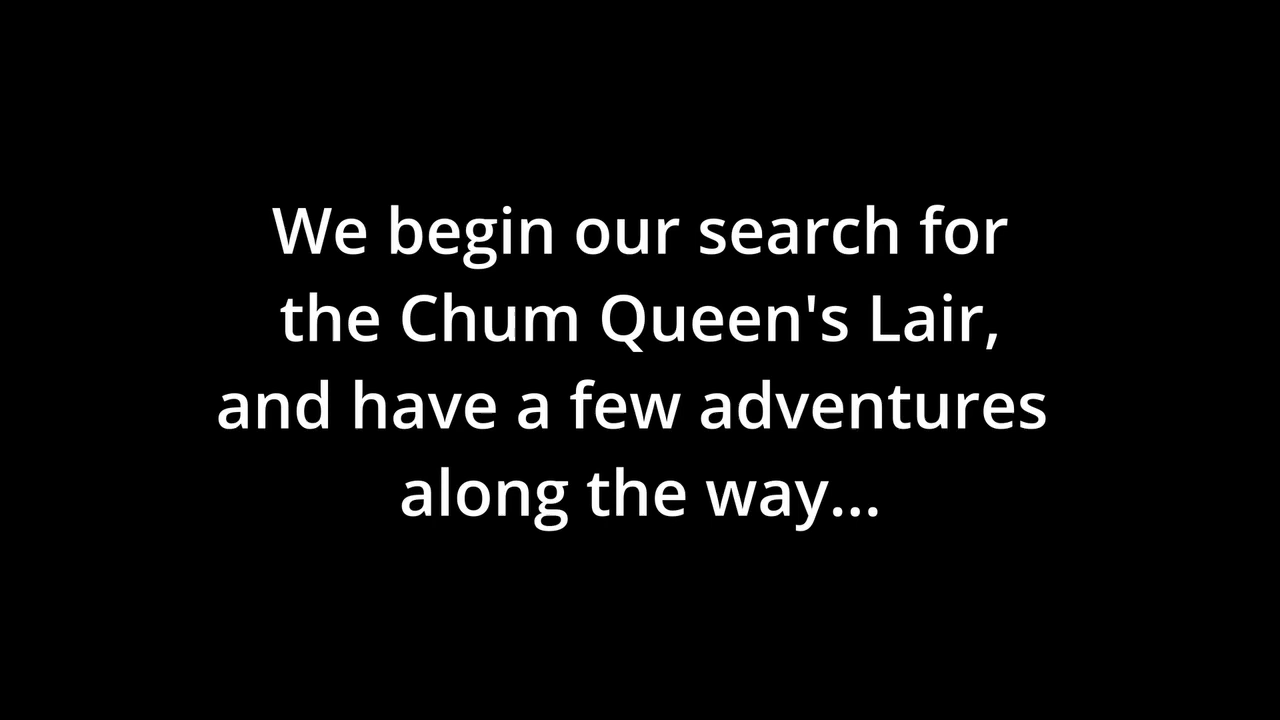 We begin our search for
the Chum Queen's Lair,
and have a few adventures
along the way...